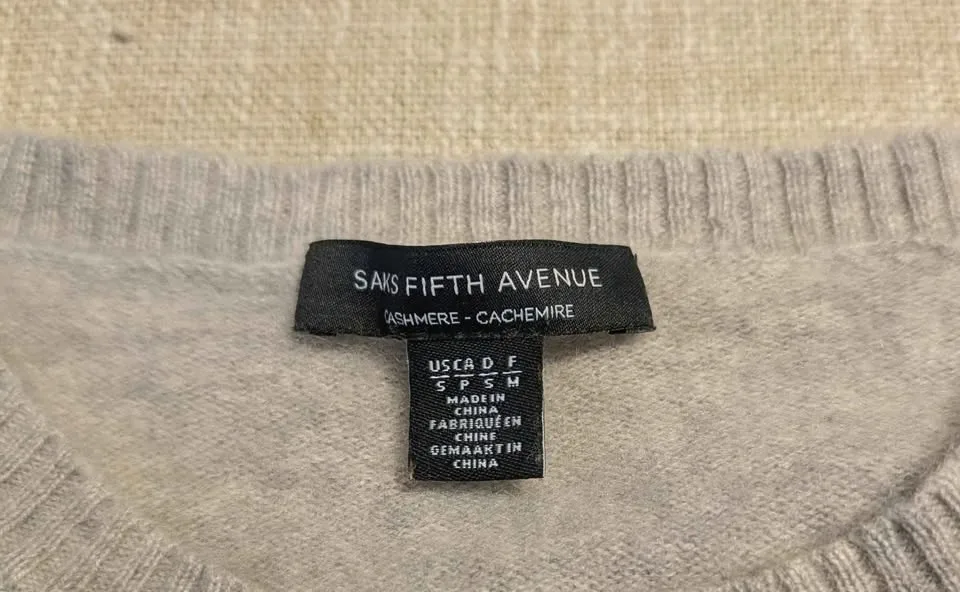 SAKS FIFTH AVENUE
CASHMERE - CACHEMIRE
US CA D F
S P S M
MADE IN
CHINA
FABRIQUÉ EN
CHINE
GEMAAKT IN
CHINA